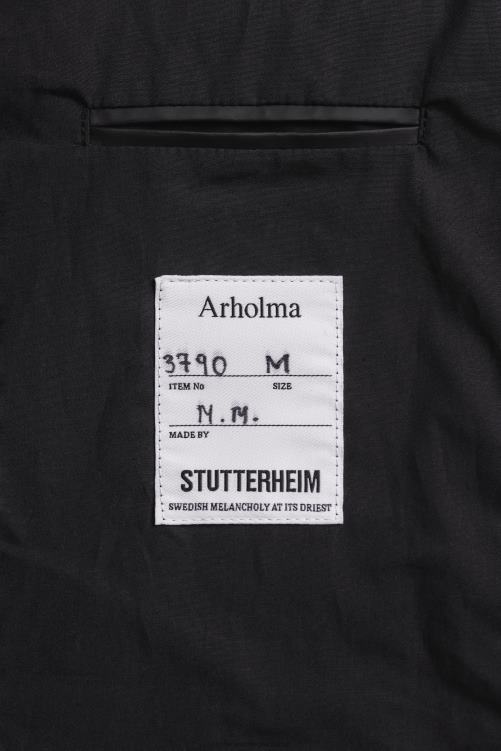 Arholma
3790 M
ITEM No SIZE
M.M.
MADE BY
STUTTERHEIM
SWEDISH MELANCHOLY AT ITS DRIEST